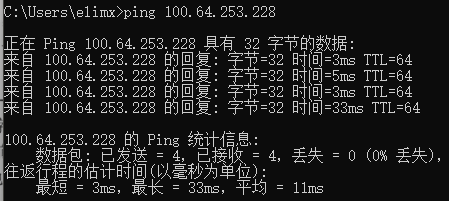 C:\Users\elimx>ping 100.64.253.228
正在 Ping 100.64.253.228 具有 32 字节的数据:
来自 100.64.253.228 的回复: 字节=32 时间=3ms TTL=64
来自 100.64.253.228 的回复: 字节=32 时间=5ms TTL=64
来自 100.64.253.228 的回复: 字节=32 时间=3ms TTL=64
来自 100.64.253.228 的回复: 字节=32 时间=33ms TTL=64
100.64.253.228 的 Ping 统计信息:
数据包: 已发送 = 4，已接收 = 4，丢失 = 0 (0% 丢失)，
往返行程的估计时间(以毫秒为单位):
最短 = 3ms，最长 = 33ms，平均 = 11ms